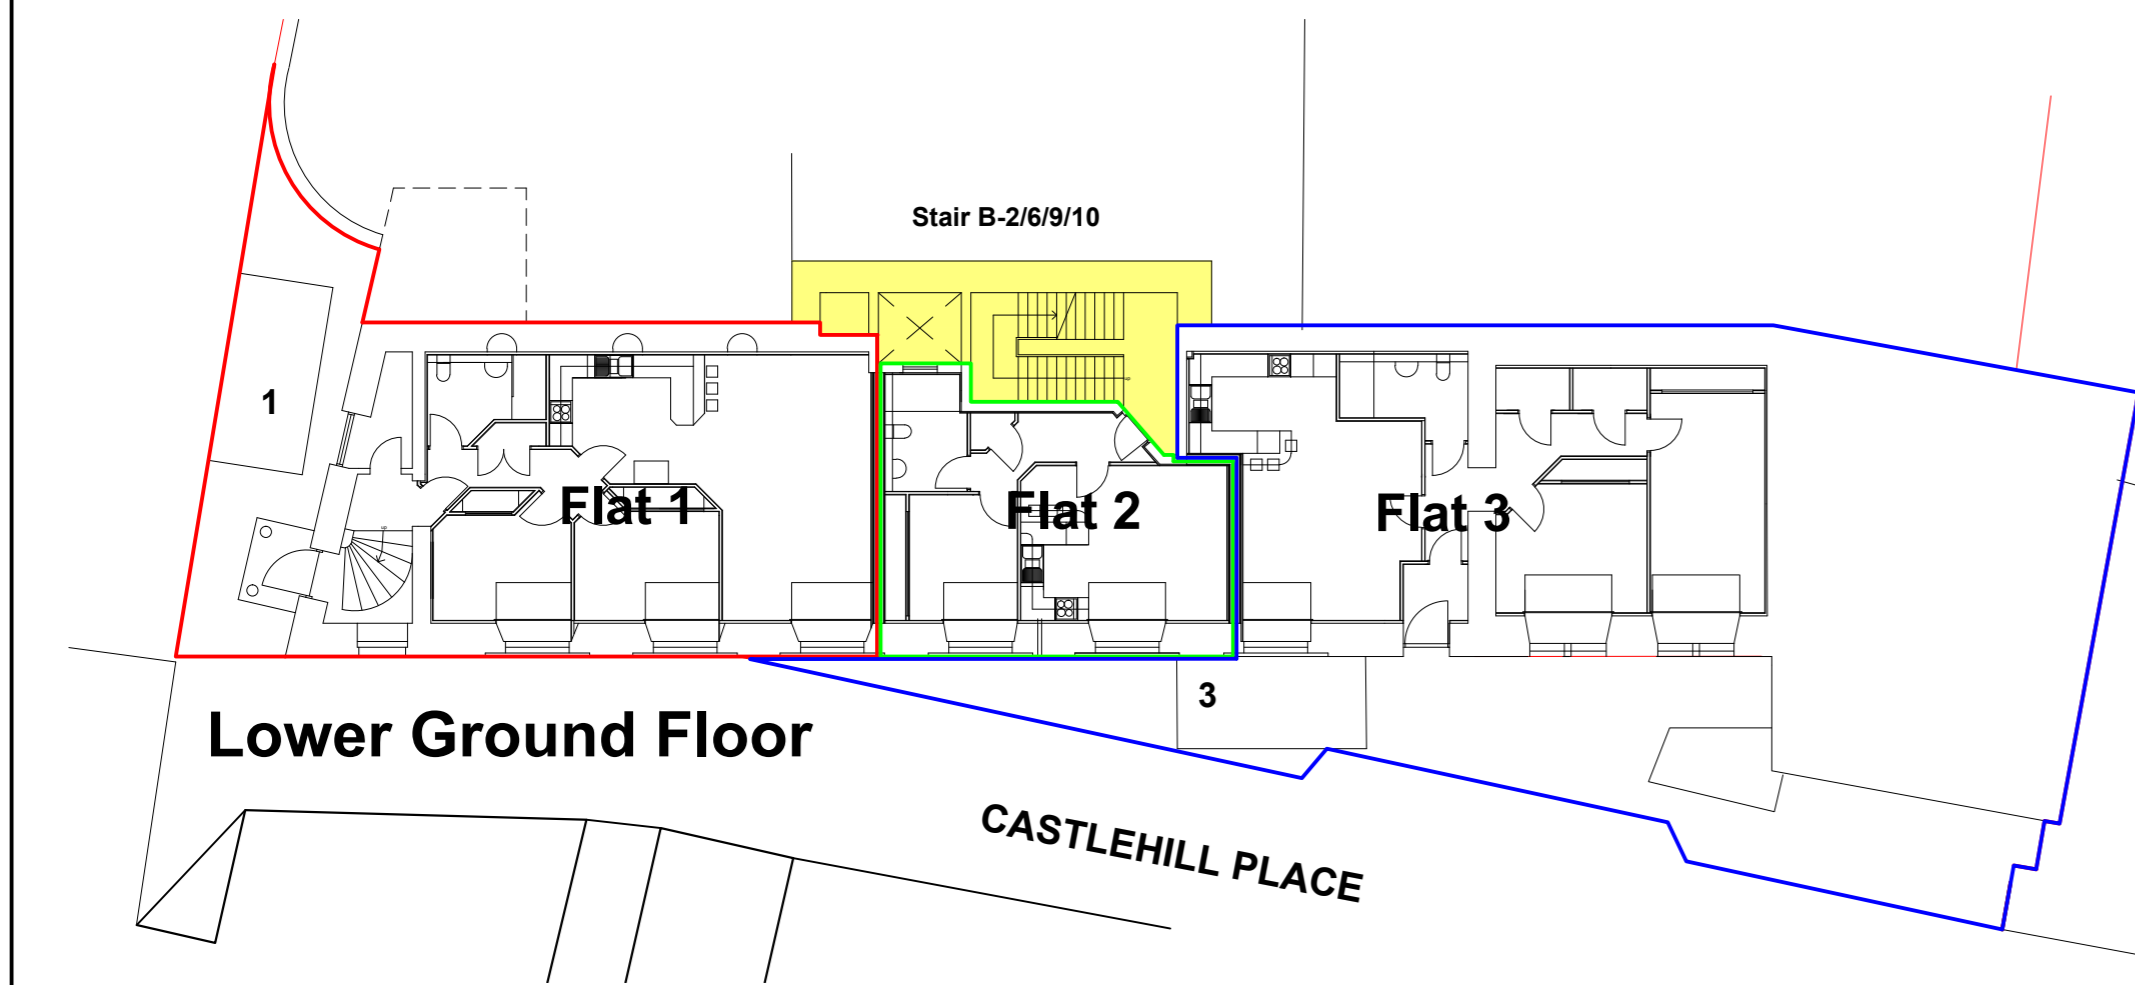 Stair B-2/6/9/10
1
Flat 1
Flat 2
Flat 3
3
Lower Ground Floor
CASTLEHILL PLACE